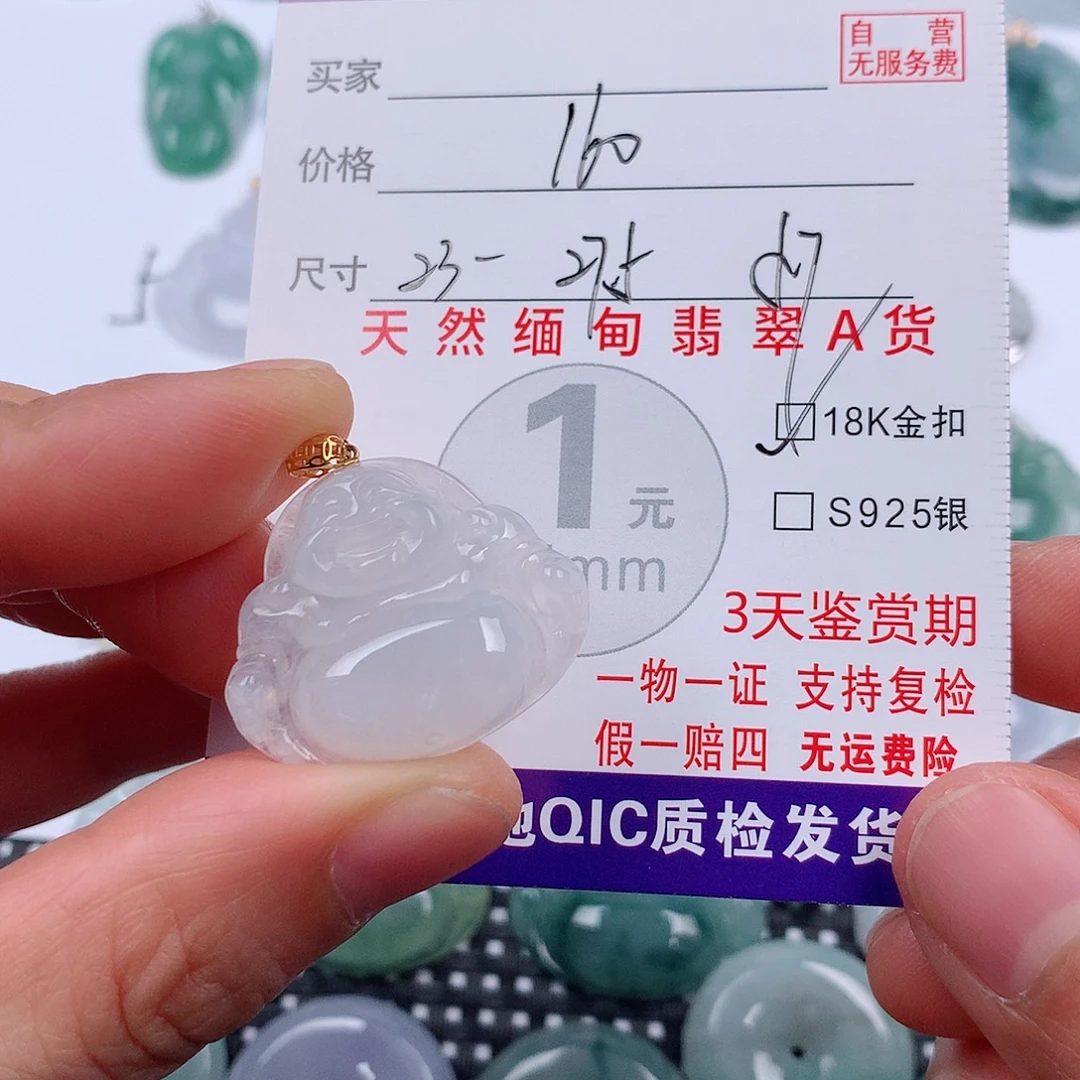 自 营
无服务费
买家
价格 160
尺寸 23-
天然缅甸翡翠A货
1元
mm
18K金扣
S925银
3天鉴赏期
一物一证 支持复检
假一赔四 无运费险
地QIC质检发货